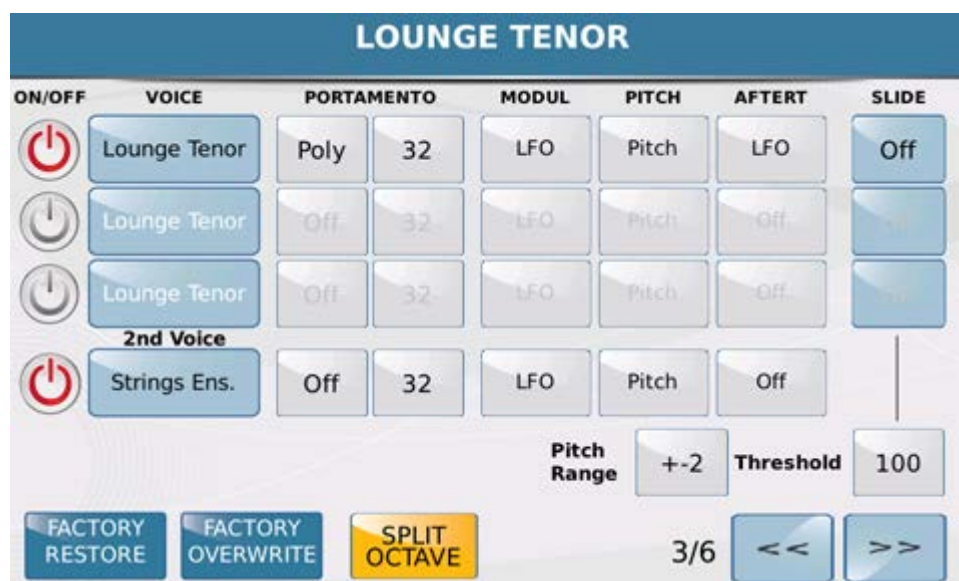 LOUNGE TENOR
ON/OFF VOICE PORTAMENTO MODUL PITCH AFTERT SLIDE
Lounge Tenor Poly 32 LFO Pitch LFO Off
Lounge Tenor Off 32 LFO Pitch Off
Lounge Tenor Off 32 LFO Pitch Off
2nd Voice
Strings Ens. Off 32 LFO Pitch Off
Pitch
Range +-2 Threshold 100
FACTORY
RESTORE
FACTORY
OVERWRITE
SPLIT
OCTAVE
3/6 << >>